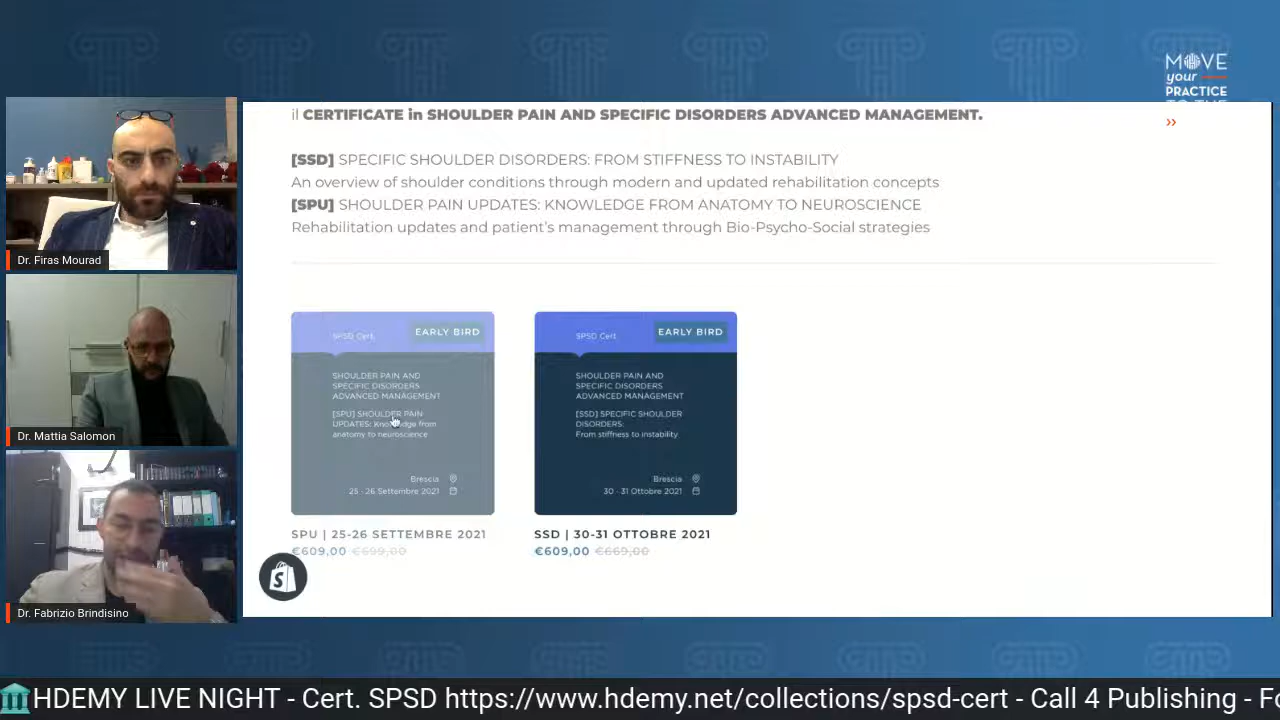 MOVE
your
PRACTICE
TO THE
››
il CERTIFICATE in SHOULDER PAIN AND SPECIFIC DISORDERS ADVANCED MANAGEMENT.
[SSD] SPECIFIC SHOULDER DISORDERS: FROM STIFFNESS TO INSTABILITY
An overview of shoulder conditions through modern and updated rehabilitation concepts
[SPU] SHOULDER PAIN UPDATES: KNOWLEDGE FROM ANATOMY TO NEUROSCIENCE
Rehabilitation updates and patient's management through Bio-Psycho-Social strategies
Dr. Firas Mourad
Dr. Mattia Salomon
Dr. Fabrizio Brindisino
SPSD Cert.
EARLY BIRD
SHOULDER PAIN AND
SPECIFIC DISORDERS
ADVANCED MANAGEMENT
[SPU] SHOULDER PAIN
UPDATES: Knowledge from
anatomy to neuroscience
Brescia
25 - 26 Settembre 2021
SPU | 25-26 SETTEMBRE 2021
€609,00 €699,00
SPSD Cert.
EARLY BIRD
SHOULDER PAIN AND
SPECIFIC DISORDERS
ADVANCED MANAGEMENT
[SSD] SPECIFIC SHOULDER
DISORDERS:
From stiffness to instability
Brescia
30 - 31 Ottobre 2021
SSD | 30-31 OTTOBRE 2021
€609,00 €669,00
HDEMY LIVE NIGHT - Cert. SPSD https://www.hdemy.net/collections/spsd-cert - Call 4 Publishing - Fo